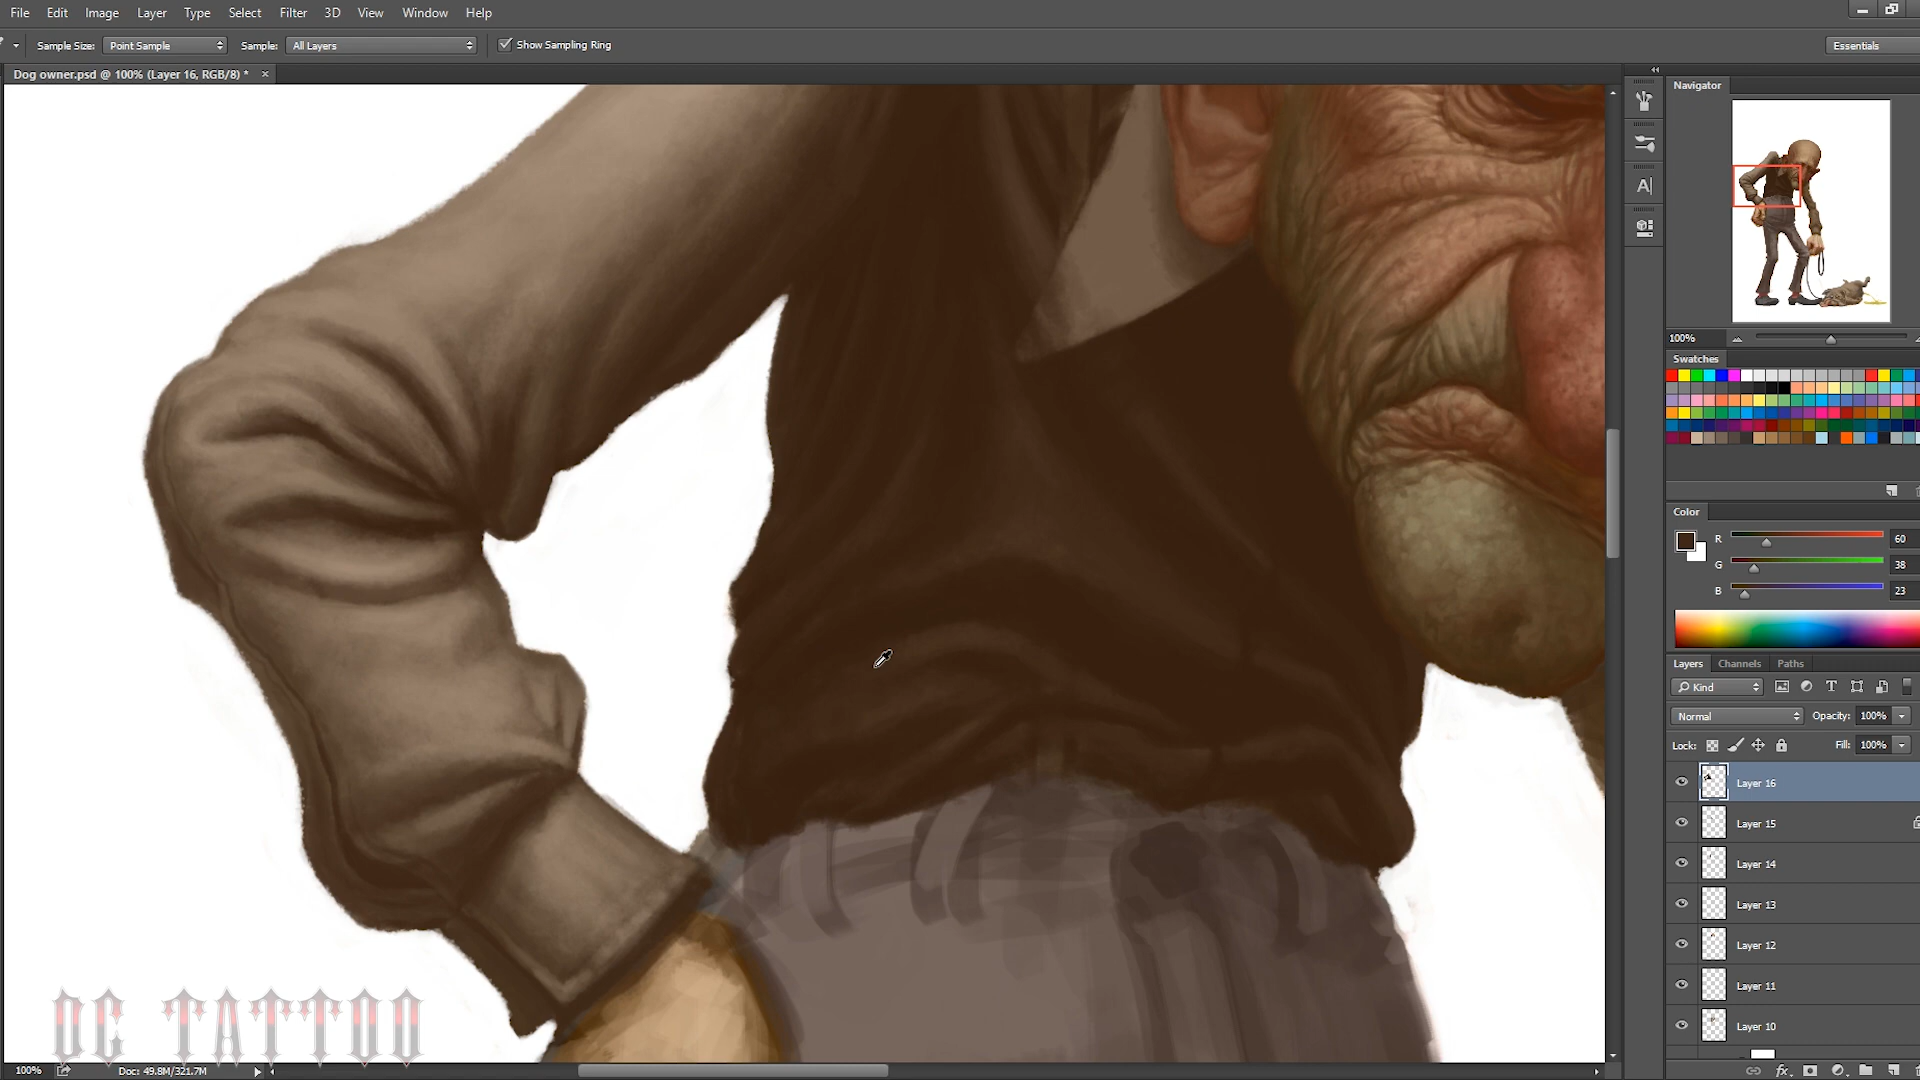 File Edit Image Layer Type Select Filter 3D View Window Help
Sample Size: Point Sample Sample: All Layers Show Sampling Ring Essentials
Dog owner.psd @ 100% (Layer 16, RGB/8) * ×
Navigator
100%
Swatches
Color
R 60
G 38
B 23
Layers Channels Paths
Kind
Normal Opacity: 100%
Lock: Fill: 100%
Layer 16
Layer 15
Layer 14
Layer 13
Layer 12
Layer 11
Layer 10
DC TATTOO
100% Doc: 49.8M/321.7M